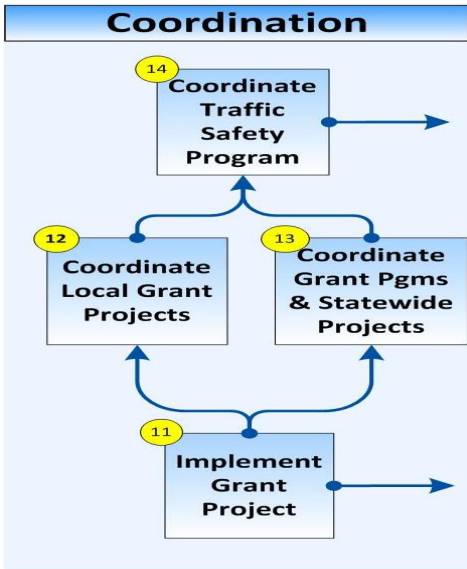 Coordination
14
Coordinate
Traffic
Safety
Program
12
Coordinate
Local Grant
Projects
13
Coordinate
Grant Pgms
& Statewide
Projects
11
Implement
Grant
Project